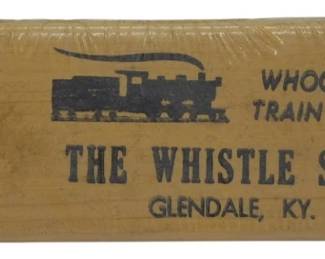 WHOO
TRAIN
THE WHISTLE S
GLENDALE, KY.